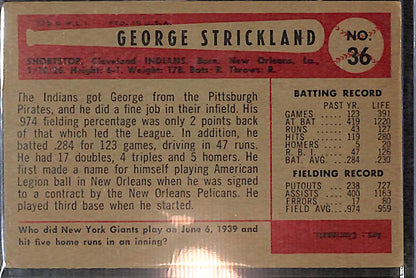 GEORGE STRICKLAND
NO.
36
SHORTSTOP, Cleveland INDIANS. Born, New Orleans, La.,
1/10/26. Height: 6-1. Weight: 178. Bats: R. Throws: R.
The Indians got George from the Pittsburgh
Pirates, and he did a fine job in their infield. His
.974 fielding percentage was only 2 points back
of that which led the League. In addition, he
batted .284 for 123 games, driving in 47 runs.
He had 17 doubles, 4 triples and 5 homers. He
first made a name for himself playing American
Legion ball in New Orleans when he was signed
to a contract by the New Orleans Pelicans. He
played third base when he started.
BATTING RECORD
PAST YR. LIFE
GAMES 123 391
AT BAT 419 1220
RUNS 43 127
HITS 119 280
HOMERS 5 20
R. B. I. 47 126
BAT. AVG. .284 .230
FIELDING RECORD
PUTOUTS 238 727
ASSISTS 400 1163
ERRORS 17 80
FIELD AVG. .974 .959
Who did New York Giants play on June 6, 1939 and
hit five home runs in an inning?